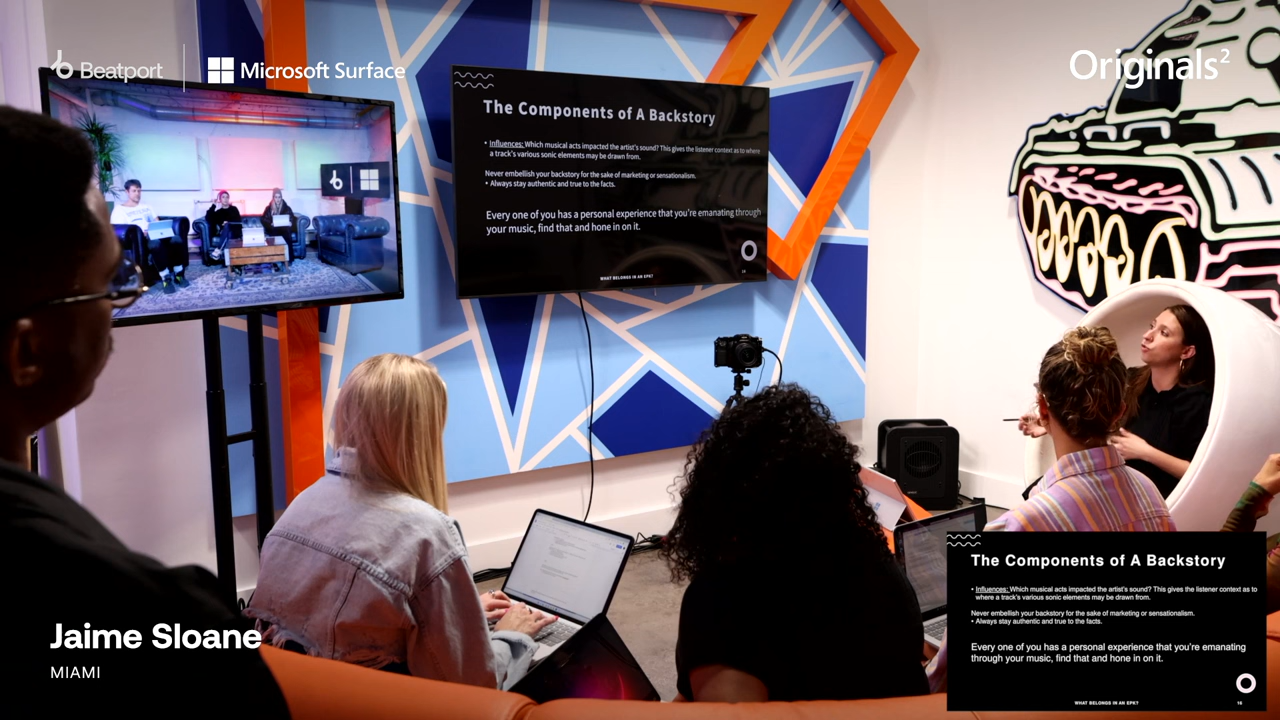 Beatport
Microsoft Surface
Originals²
The Components of A Backstory
• Influences: Which musical acts impacted the artist's sound? This gives the listener context as to where
a track's various sonic elements may be drawn from.
Never embellish your backstory for the sake of marketing or sensationalism.
• Always stay authentic and true to the facts.
Every one of you has a personal experience that you're emanating through
your music, find that and hone in on it.
WHAT BELONGS IN AN EPK?
16
Jaime Sloane
MIAMI
The Components of A Backstory
• Influences: Which musical acts impacted the artist's sound? This gives the listener context as to
where a track's various sonic elements may be drawn from.
Never embellish your backstory for the sake of marketing or sensationalism.
• Always stay authentic and true to the facts.
Every one of you has a personal experience that you're emanating
through your music, find that and hone in on it.
WHAT BELONGS IN AN EPK?
16